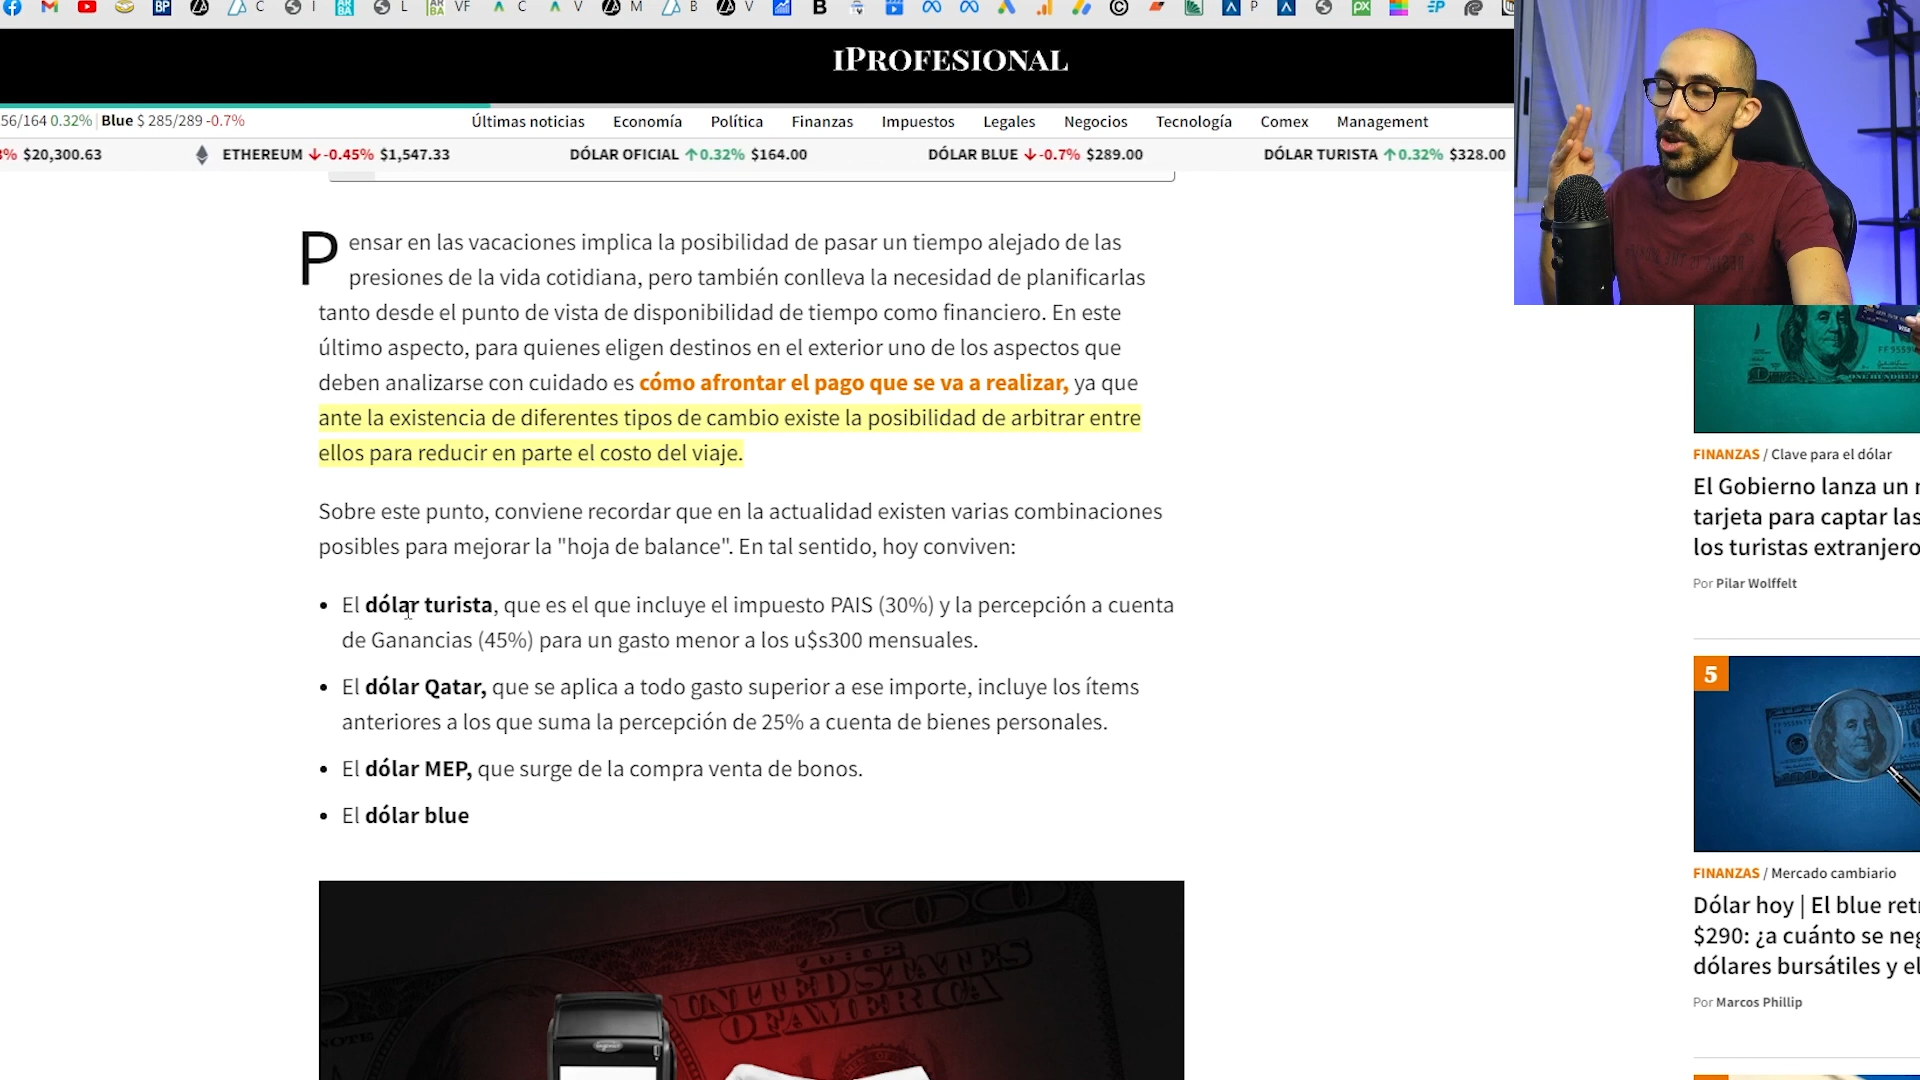 C I L VF C V M B V B P
IPROFESIONAL
56/164 0.32% | Blue $ 285/289 -0.7%
Últimas noticias Economía Política Finanzas Impuestos Legales Negocios Tecnología Comex Management
% $20,300.63 ETHEREUM -0.45% $1,547.33 DÓLAR OFICIAL 0.32% $164.00 DÓLAR BLUE -0.7% $289.00 DÓLAR TURISTA 0.32% $328.00
Pensar en las vacaciones implica la posibilidad de pasar un tiempo alejado de las
presiones de la vida cotidiana, pero también conlleva la necesidad de planificarlas
tanto desde el punto de vista de disponibilidad de tiempo como financiero. En este
último aspecto, para quienes eligen destinos en el exterior uno de los aspectos que
deben analizarse con cuidado es cómo afrontar el pago que se va a realizar, ya que
ante la existencia de diferentes tipos de cambio existe la posibilidad de arbitrar entre
ellos para reducir en parte el costo del viaje.
Sobre este punto, conviene recordar que en la actualidad existen varias combinaciones
posibles para mejorar la "hoja de balance". En tal sentido, hoy conviven:
• El dólar turista, que es el que incluye el impuesto PAIS (30%) y la percepción a cuenta
de Ganancias (45%) para un gasto menor a los u$s300 mensuales.
• El dólar Qatar, que se aplica a todo gasto superior a ese importe, incluye los ítems
anteriores a los que suma la percepción de 25% a cuenta de bienes personales.
• El dólar MEP, que surge de la compra venta de bonos.
• El dólar blue
100
THE
UNITED STATES
OF AMERICA
FINANZAS / Clave para el dólar
El Gobierno lanza un
tarjeta para captar las
los turistas extranjero
Por Pilar Wolffelt
5
FINANZAS / Mercado cambiario
Dólar hoy | El blue ret
$290: ¿a cuánto se neg
dólares bursátiles y el
Por Marcos Phillip